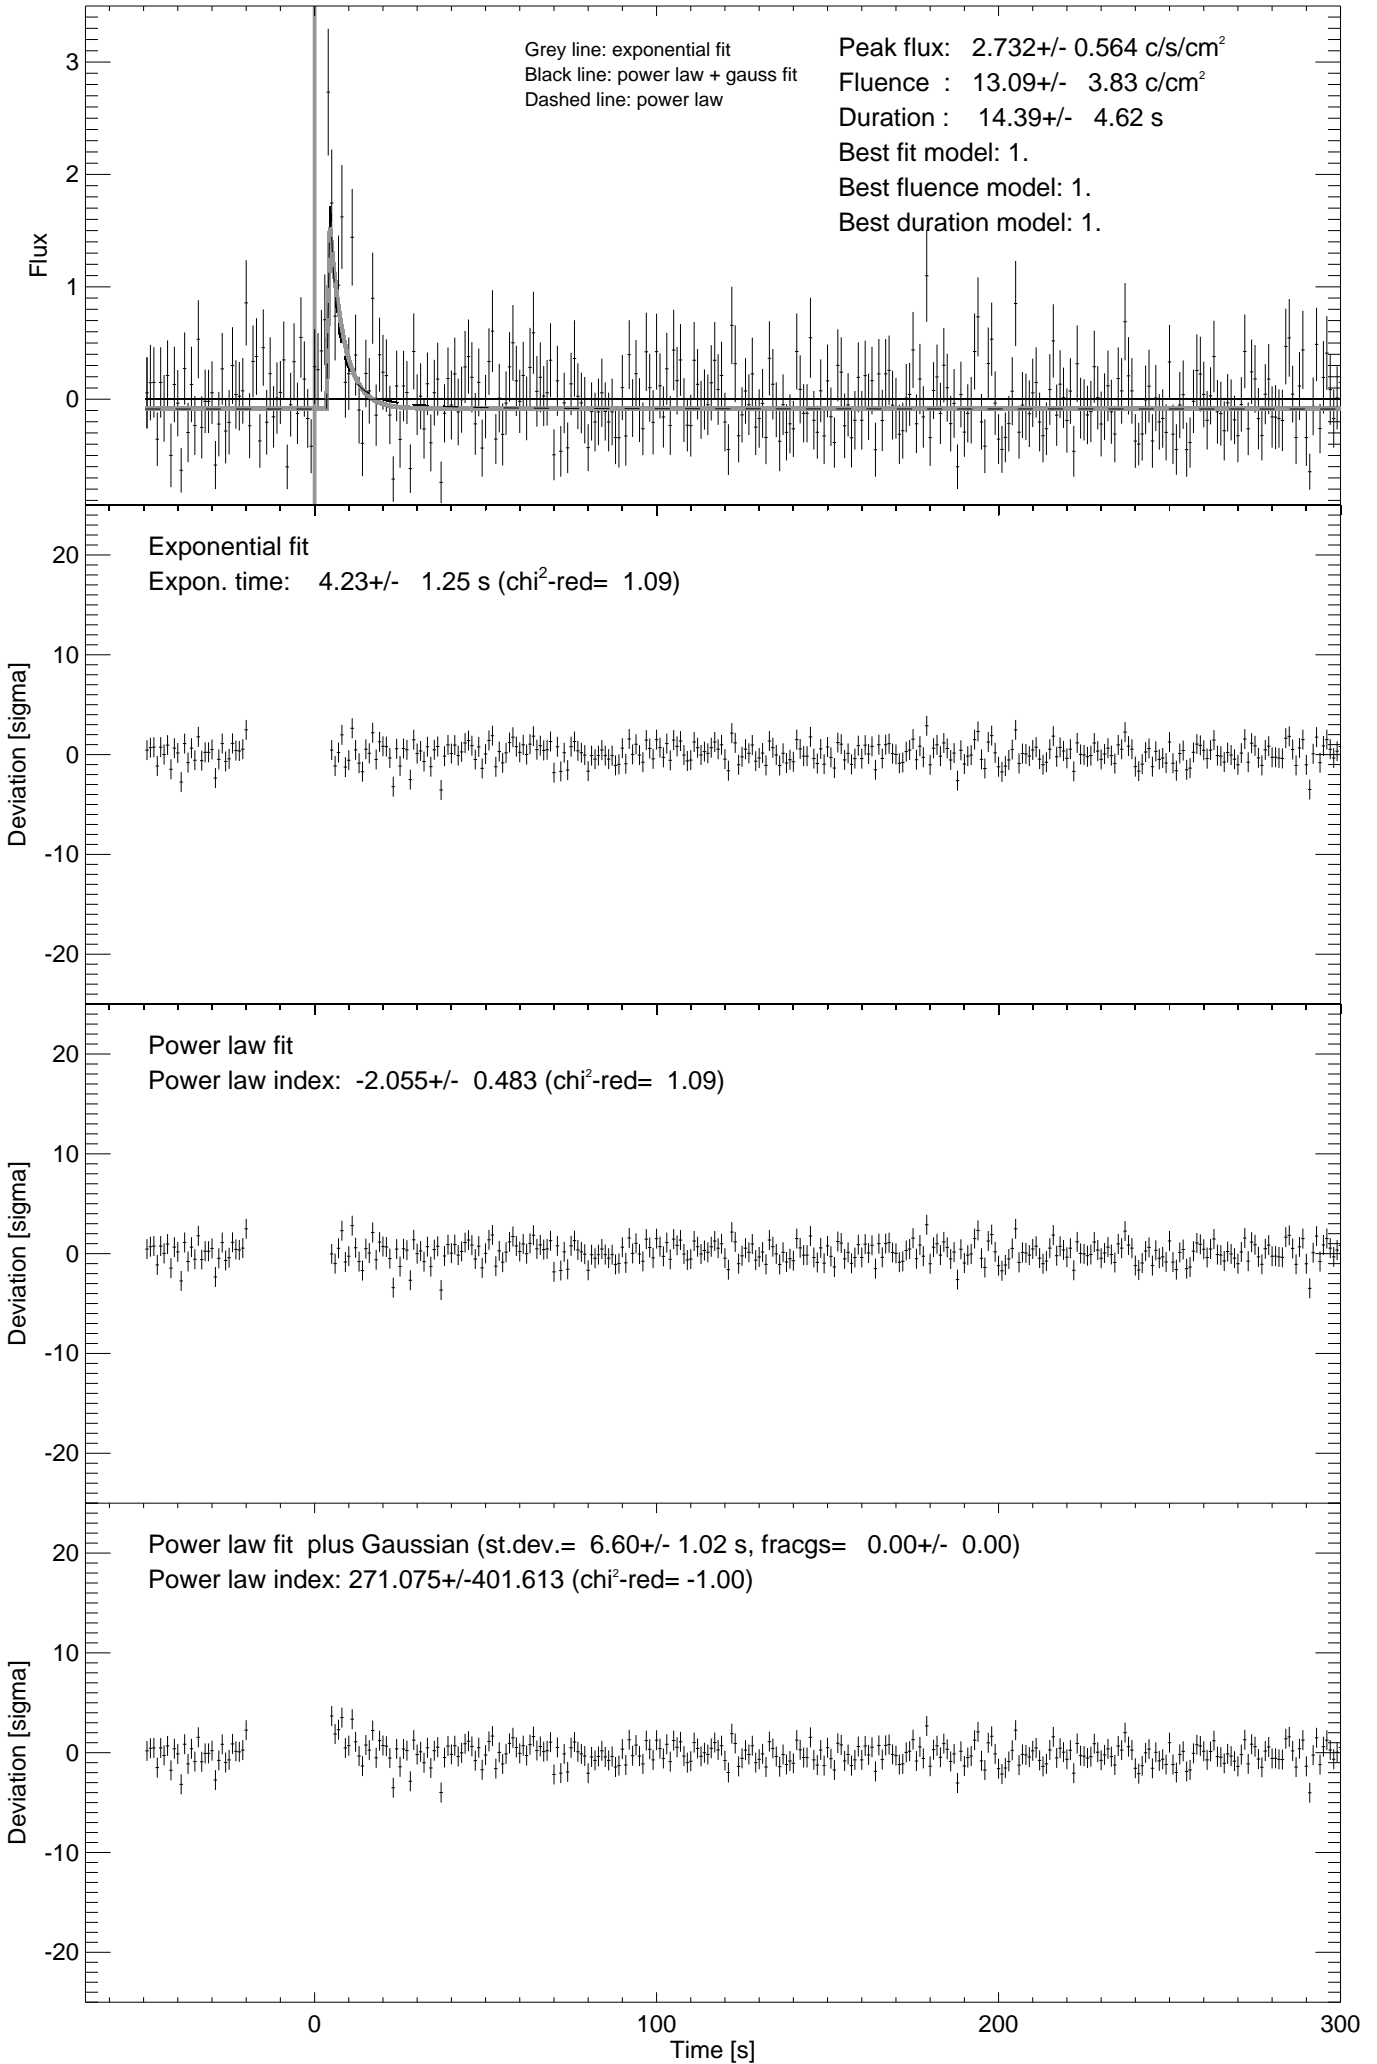 Grey line: exponential fit
Black line: power law + gauss fit
Dashed line: power law
Peak flux: 2.732+/- 0.564 c/s/cm²
Fluence : 13.09+/- 3.83 c/cm²
Duration : 14.39+/- 4.62 s
Best fit model: 1.
Best fluence model: 1.
Best duration model: 1.
3
2
1
0
Flux
Exponential fit
Expon. time: 4.23+/- 1.25 s (chi²-red= 1.09)
20
10
0
-10
-20
Deviation [sigma]
Power law fit
Power law index: -2.055+/- 0.483 (chi²-red= 1.09)
20
10
0
-10
-20
Deviation [sigma]
Power law fit plus Gaussian (st.dev.= 6.60+/- 1.02 s, fracgs= 0.00+/- 0.00)
Power law index: 271.075+/-401.613 (chi²-red= -1.00)
20
10
0
-10
-20
Deviation [sigma]
0 100 200 300
Time [s]